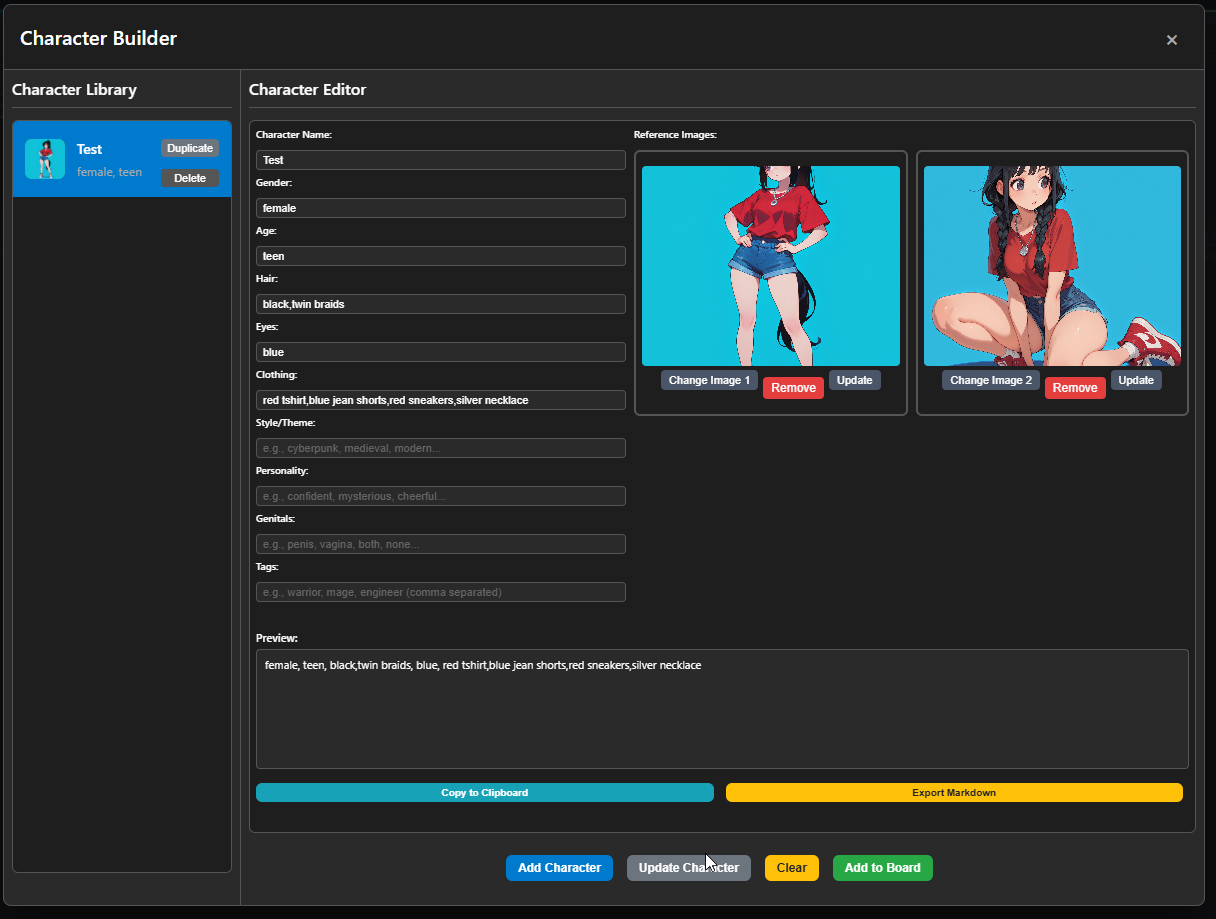 Character Builder
×
Character Library
Test
female, teen
Duplicate
Delete
Character Editor
Character Name:
Test
Gender:
female
Age:
teen
Hair:
black,twin braids
Eyes:
blue
Clothing:
red tshirt,blue jean shorts,red sneakers,silver necklace
Style/Theme:
e.g., cyberpunk, medieval, modern...
Personality:
e.g., confident, mysterious, cheerful...
Genitals:
e.g., penis, vagina, both, none...
Tags:
e.g., warrior, mage, engineer (comma separated)
Reference Images:
Change Image 1
Remove
Update
Change Image 2
Remove
Update
Preview:
female, teen, black,twin braids, blue, red tshirt,blue jean shorts,red sneakers,silver necklace
Copy to Clipboard
Export Markdown
Add Character
Update Character
Clear
Add to Board